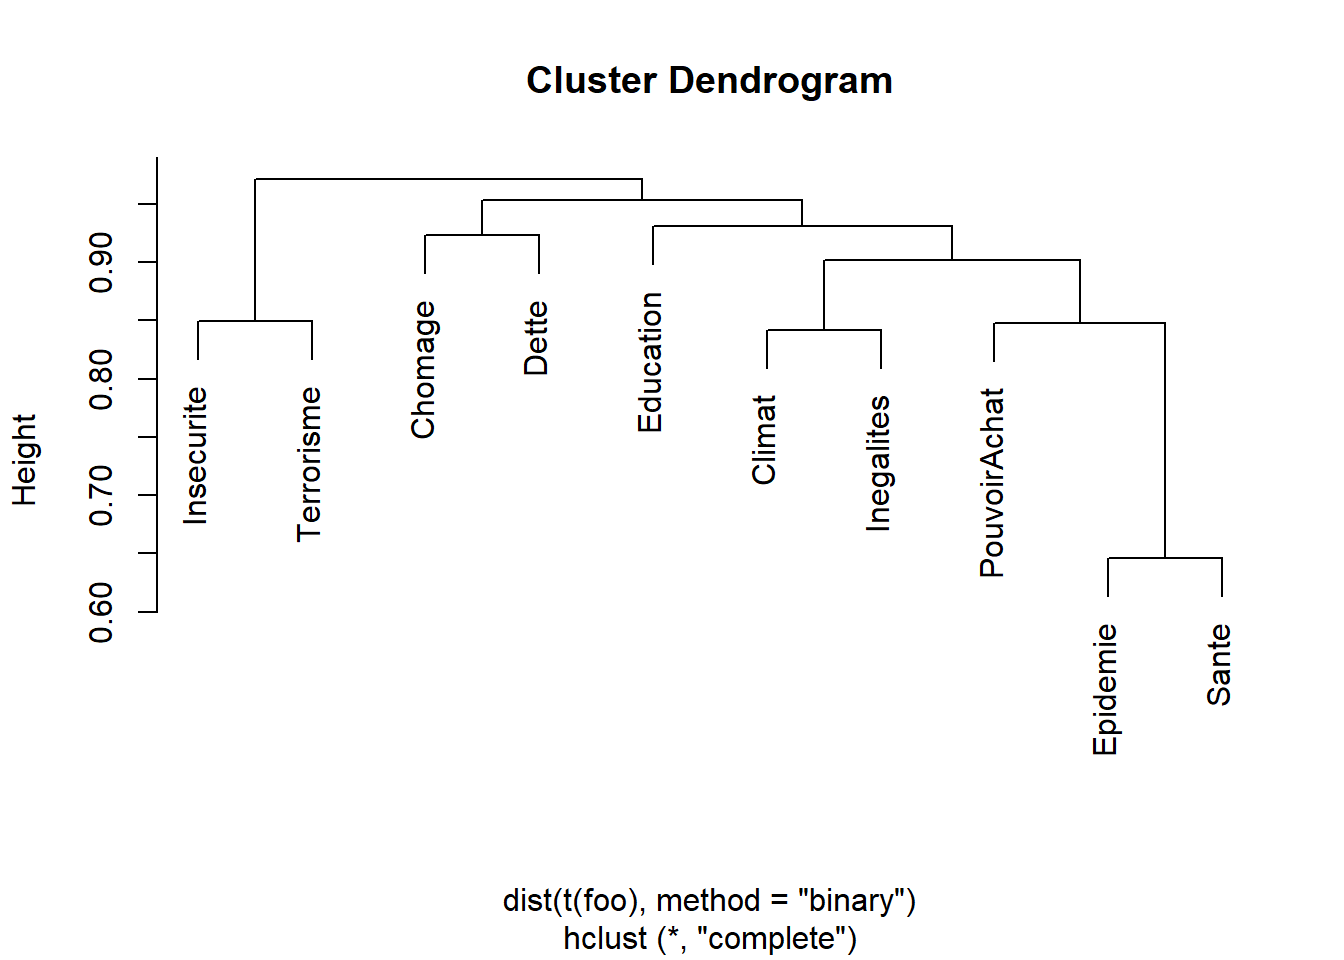 Cluster Dendrogram
Height
0.90
0.80
0.70
0.60
Insecurite
Terrorisme
Chomage
Dette
Education
Climat
Inegalites
PouvoirAchat
Epidemie
Sante
dist(t(foo), method = "binary")
hclust (*, "complete")